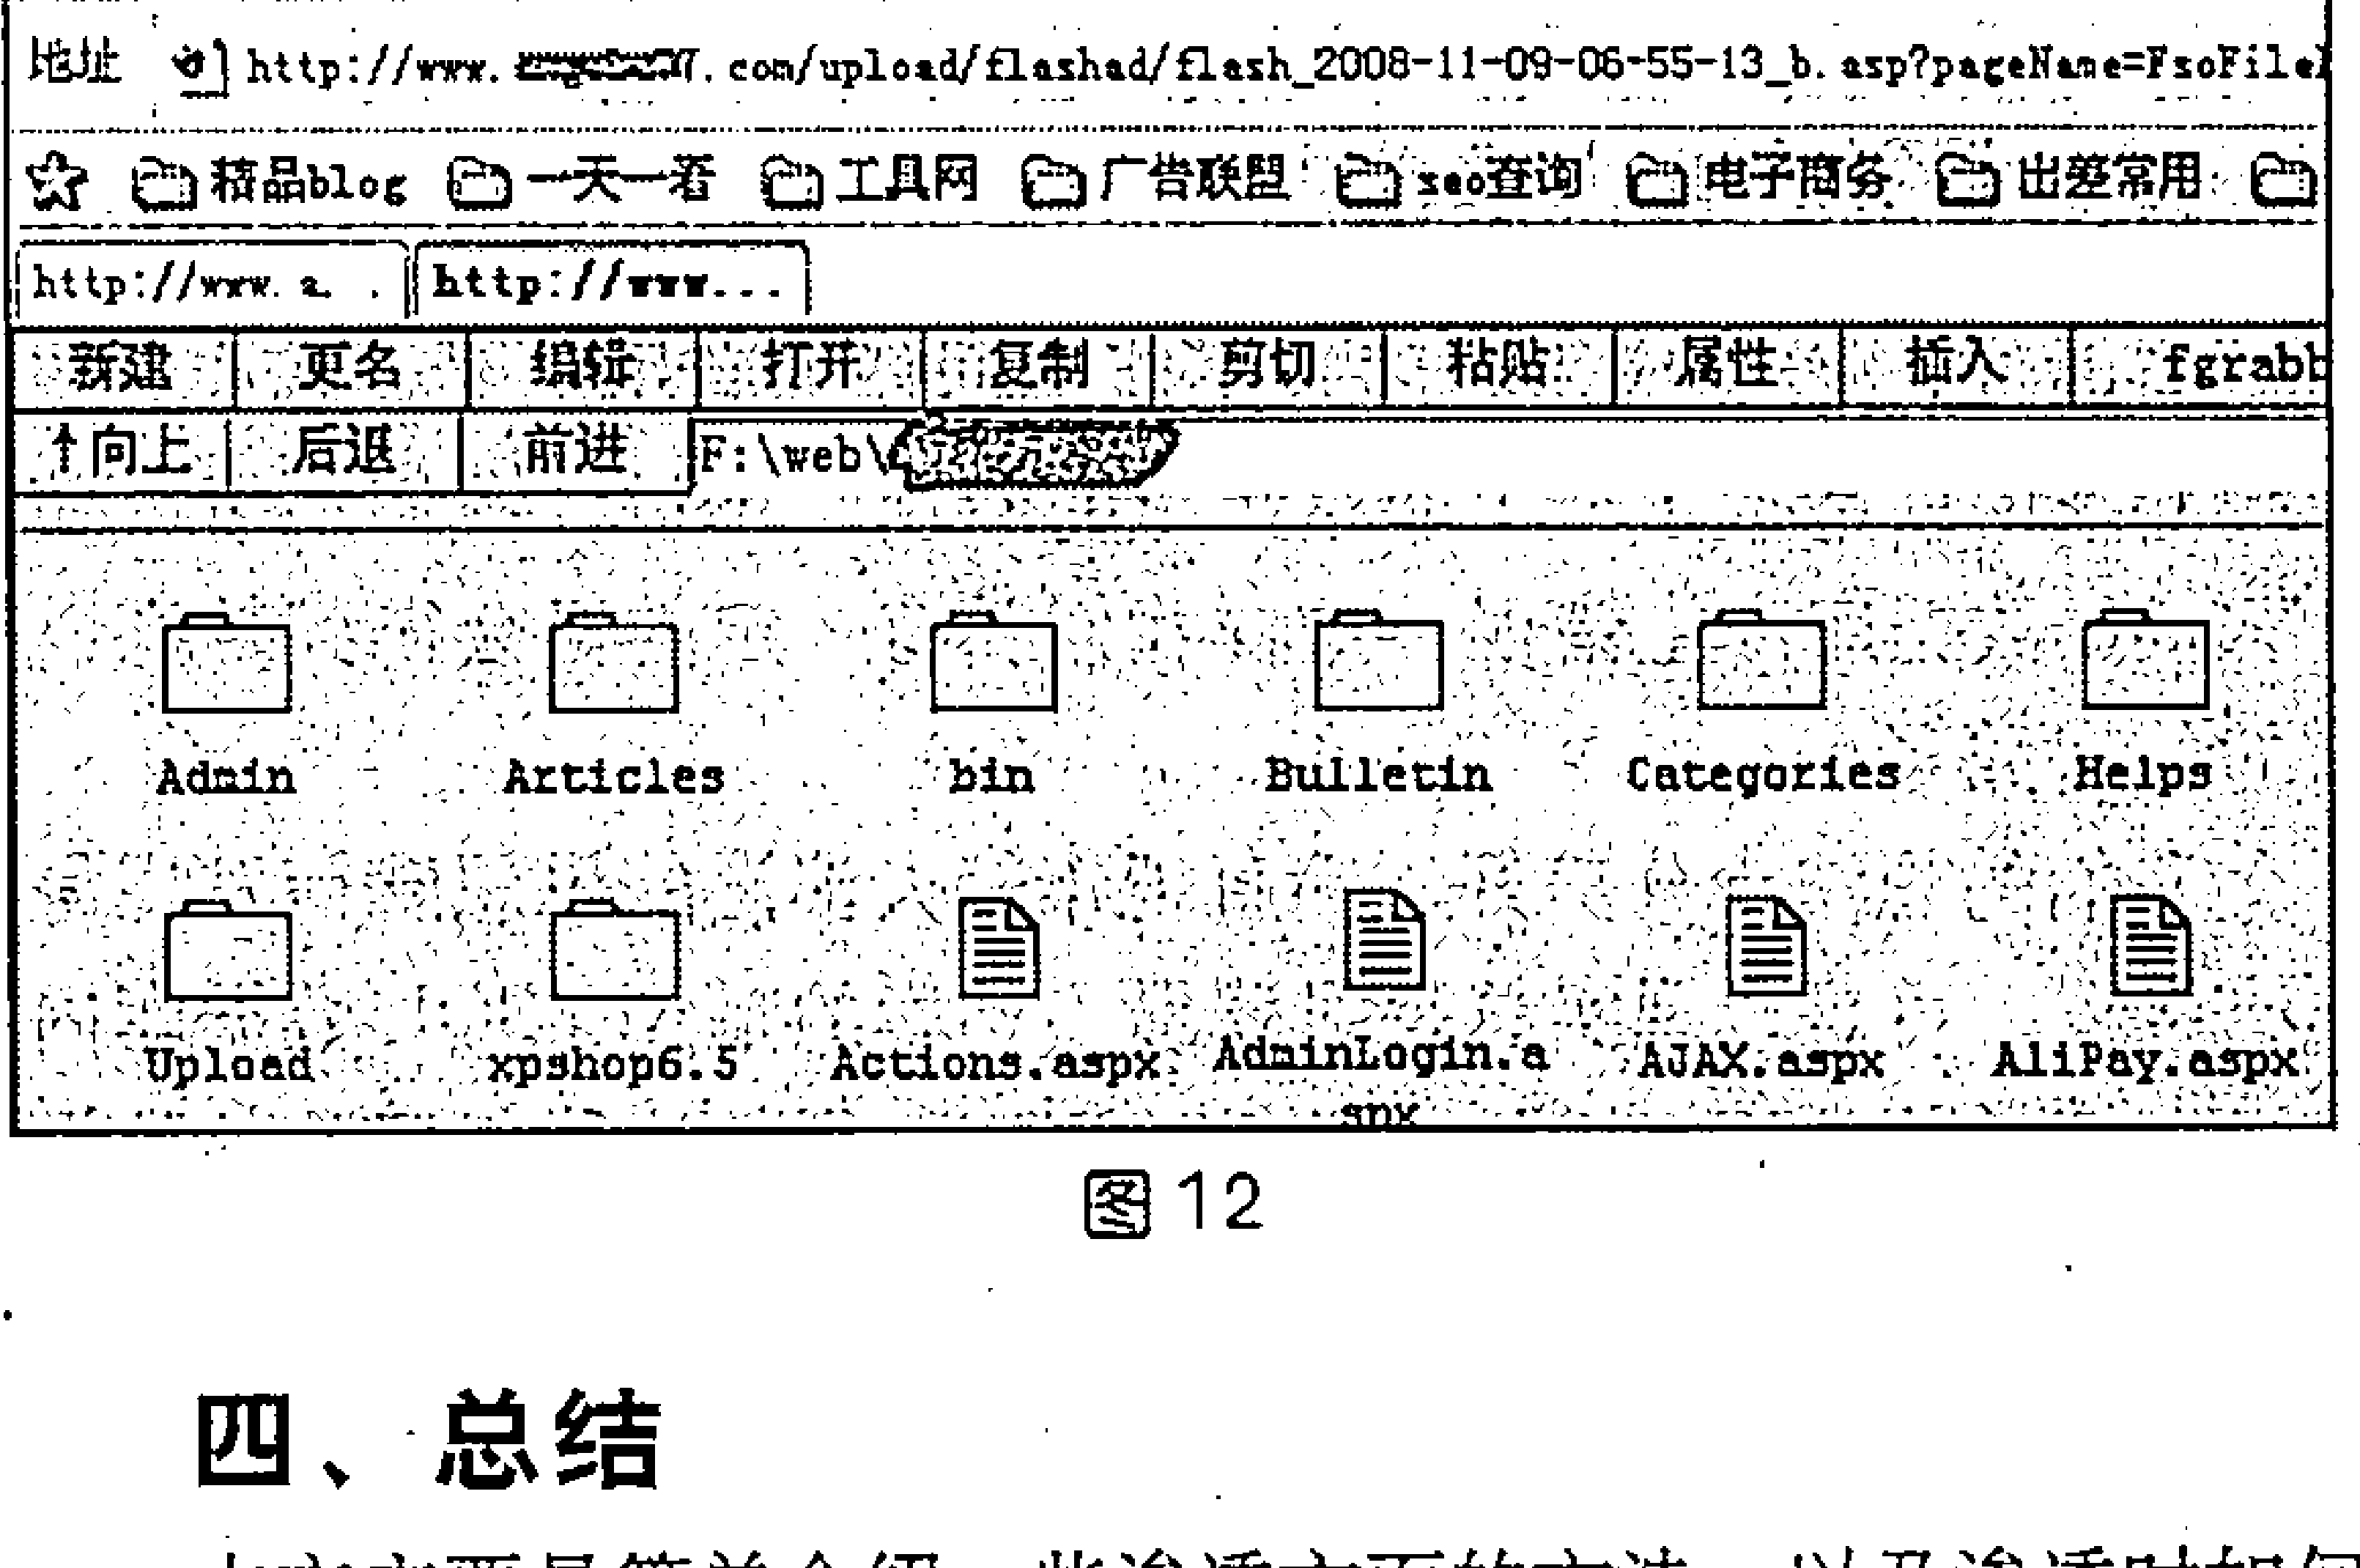 地址 http://www. 7.com/upload/flashad/flash_2008-11-09-06-55-13_b.asp?pageName=FsoFile
精品blog 一天一看 工具网 广告联盟 seo查询 电子商务 出差常用
http://www.a. . http://www...
新建 更名 编辑 打开 复制 剪切 粘贴 属性 插入 fgrabb
↑向上 后退 前进 F:\web\
Admin Articles bin Bulletin Categories Helps
Upload xpshop6.5 Actions.aspx AdminLogin.a AJAX.aspx AliPay.aspx
spx
图12
四、总结